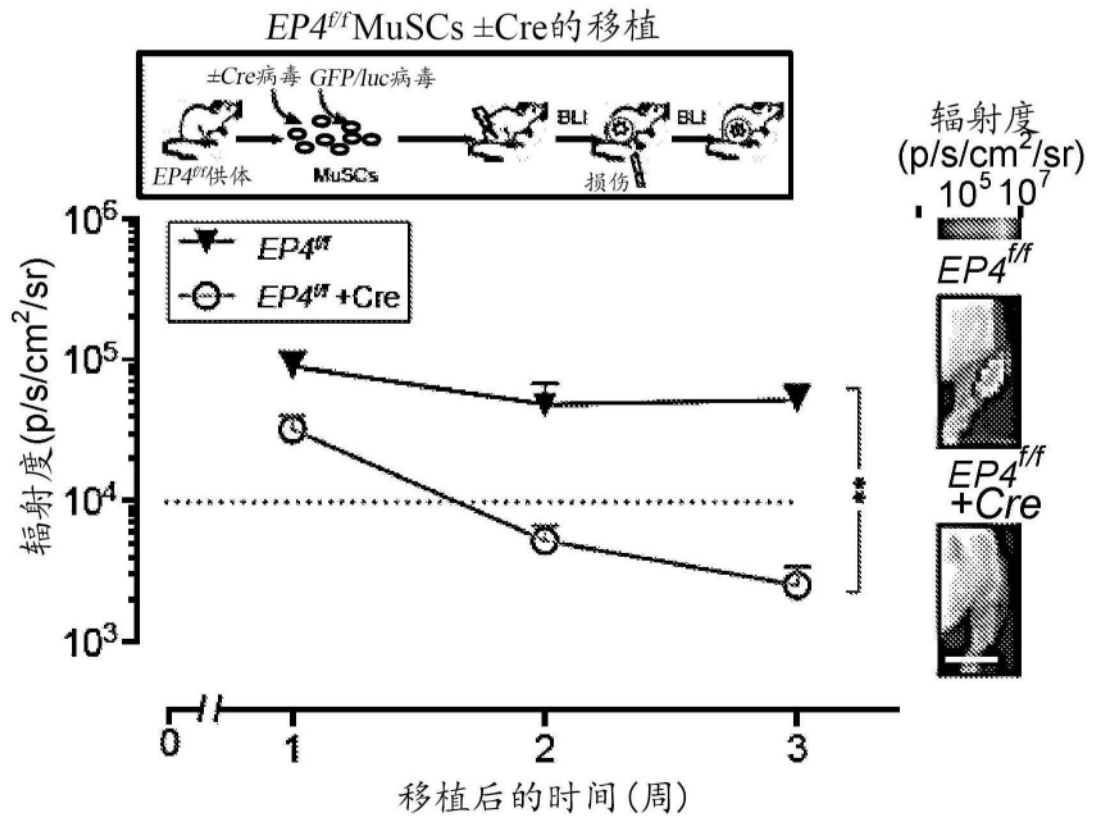 EP4f/f MuSCs ±Cre的移植
±Cre病毒 GFP/luc病毒
BLI BLI
EP4f/f供体 MuSCs 损伤
辐射度
(p/s/cm²/sr)
10⁵ 10⁷
EP4f/f
EP4f/f
+Cre
EP4f/f
EP4f/f +Cre
辐射度(p/s/cm²/sr)
10⁶
10⁵
10⁴
10³
**
0 1 2 3
移植后的时间(周)